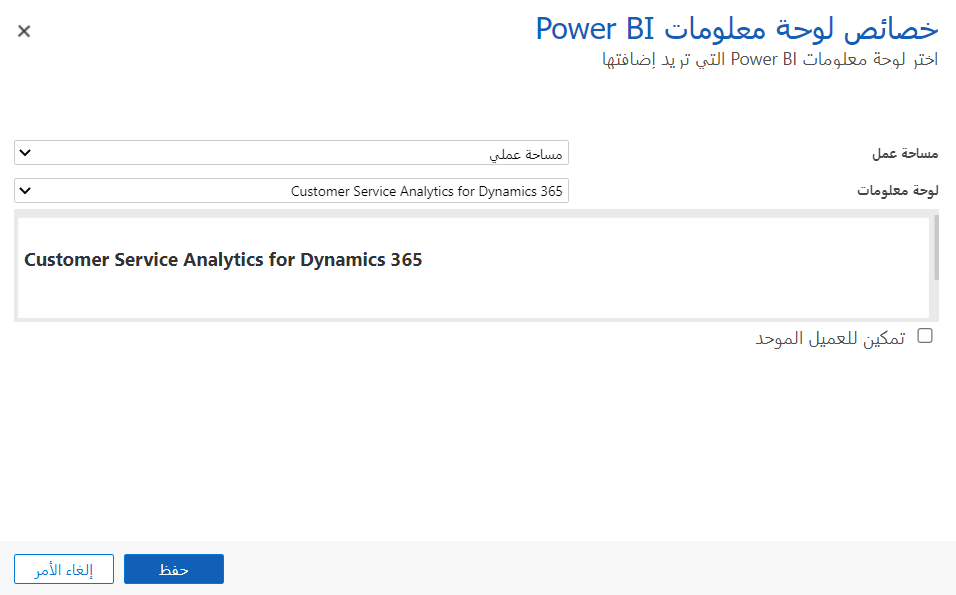 خصائص لوحة معلومات Power BI
اختر لوحة معلومات Power BI التي تريد إضافتها
مساحة عمل
مساحة عملي
لوحة معلومات
Customer Service Analytics for Dynamics 365
Customer Service Analytics for Dynamics 365
تمكين للعميل الموحد
حفظ
إلغاء الأمر